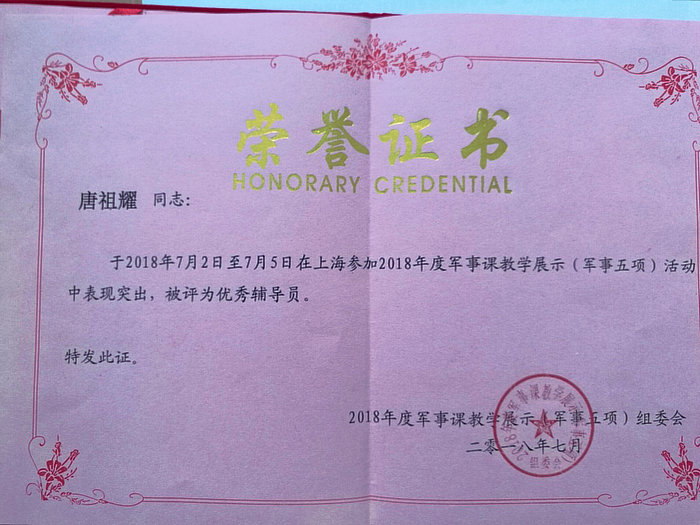 荣誉证书
HONORARY CREDENTIAL
唐祖耀 同志：
于2018年7月2日至7月5日在上海参加2018年度军事课教学展示（军事五项）活动
中表现突出，被评为优秀辅导员。
特发此证。
2018年度军事课教学展示（军事五项）组委会
二零一八年七月